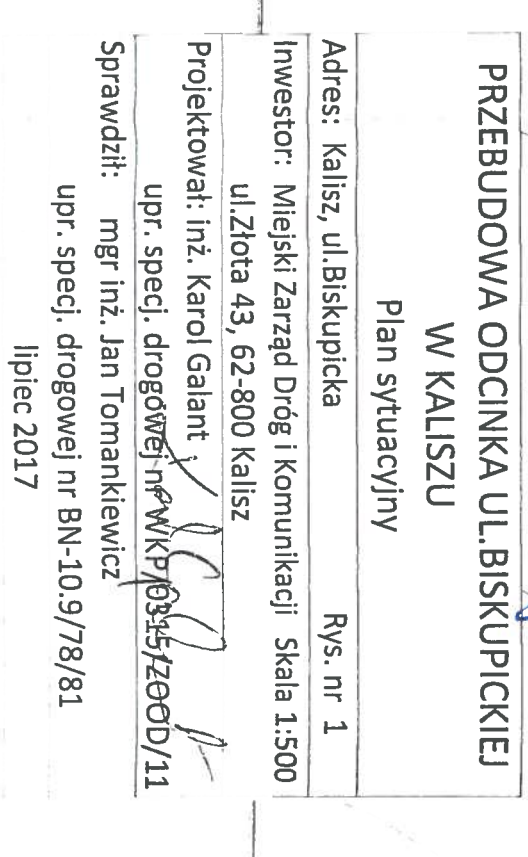 PRZEBUDOWA ODCINKA UL.BISKUPICKIEJ
W KALISZU
Plan sytuacyjny
Adres: Kalisz, ul.Biskupicka Rys. nr 1
Inwestor: Miejski Zarząd Dróg i Komunikacji Skala 1:500
ul.Złota 43, 62-800 Kalisz
Projektował: inż. Karol Galant
upr. specj. drogowej nr WKP/0315/ZOOD/11
Sprawdził: mgr inż. Jan Tomankiewicz
upr. specj. drogowej nr BN-10.9/78/81
lipiec 2017